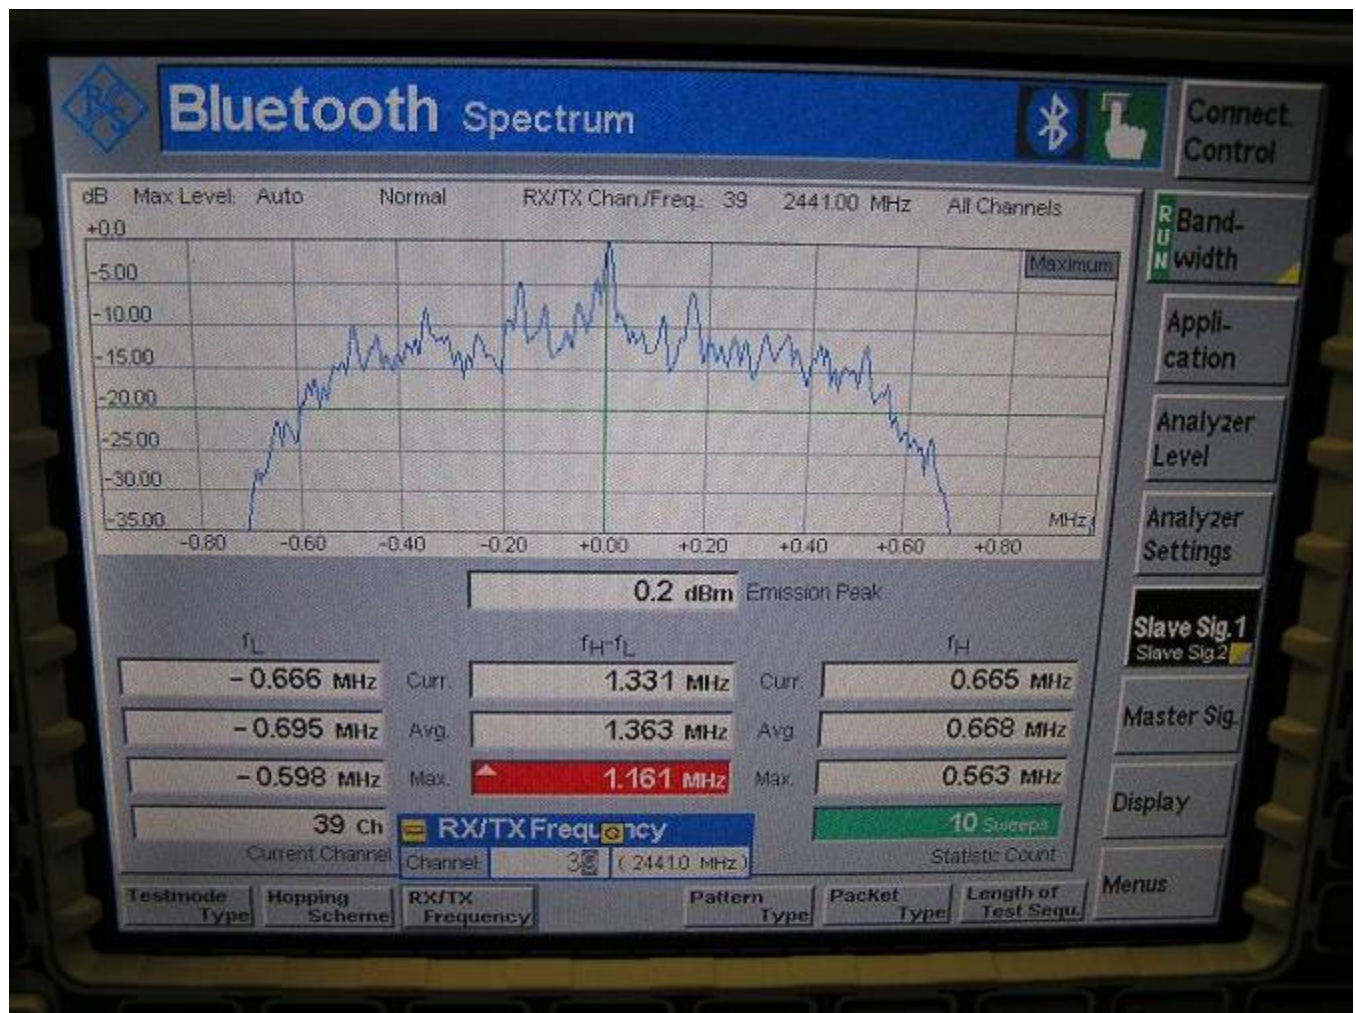 R&S
Bluetooth Spectrum
Connect.
Control
dB Max Level: Auto Normal RX/TX Chan./Freq.: 39 2441.00 MHz All Channels
+0.0
-5.00
-10.00
-15.00
-20.00
-25.00
-30.00
-35.00
Maximum
MHz
-0.80 -0.60 -0.40 -0.20 +0.00 +0.20 +0.40 +0.60 +0.80
RUN
Band-
width
Appli-
cation
Analyzer
Level
Analyzer
Settings
Slave Sig.1
Slave Sig.2
Master Sig.
Display
Menus
0.2 dBm Emission Peak
fL fH-fL fH
-0.666 MHz Curr. 1.331 MHz Curr. 0.665 MHz
-0.695 MHz Avg. 1.363 MHz Avg. 0.668 MHz
-0.598 MHz Max. 1.161 MHz Max. 0.563 MHz
39 Ch
Current Channel
10 Sweeps
Statistic Count
RX/TX Frequency
Channel: (2441.0 MHz)
Testmode
Type
Hopping
Scheme
RX/TX
Frequency
Pattern
Type
Packet
Type
Length of
Test Sequ.